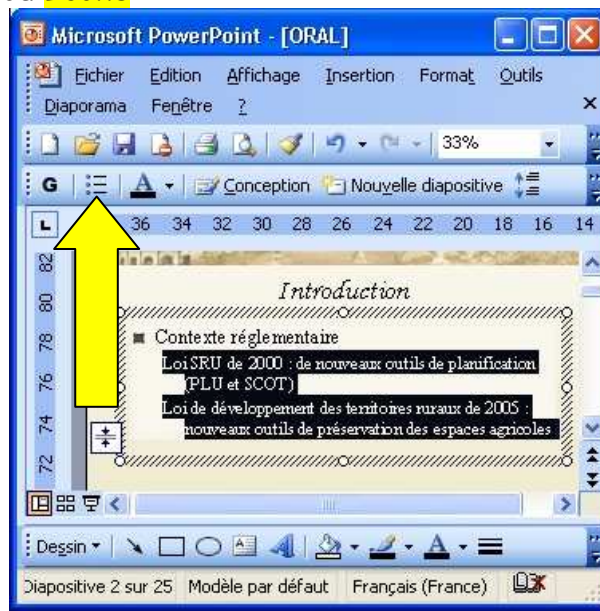 Microsoft PowerPoint - [ORAL]
Fichier Edition Affichage Insertion Format Outils
Diaporama Fenêtre ?
33%
G A Conception Nouvelle diapositive
L 36 34 32 30 28 26 24 22 20 18 16 14
82
80
78
76
74
72
Introduction
Contexte réglementaire
Loi SRU de 2000 : de nouveaux outils de planification
(PLU et SCOT)
Loi de développement des territoires ruraux de 2005 :
nouveaux outils de préservation des espaces agricoles
Dessin A
Diapositive 2 sur 25 Modèle par défaut Français (France)